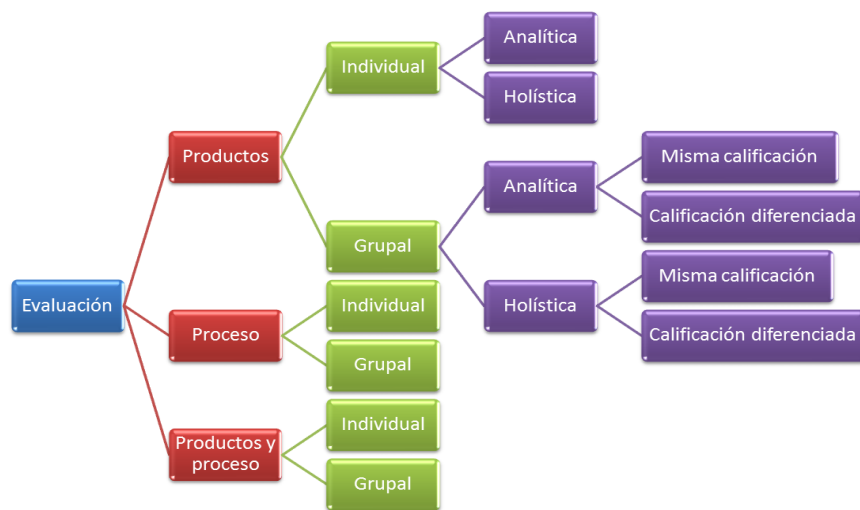 Evaluación
Productos
Individual
Analítica
Holística
Grupal
Analítica
Misma calificación
Calificación diferenciada
Holística
Misma calificación
Calificación diferenciada
Proceso
Individual
Grupal
Productos y
proceso
Individual
Grupal